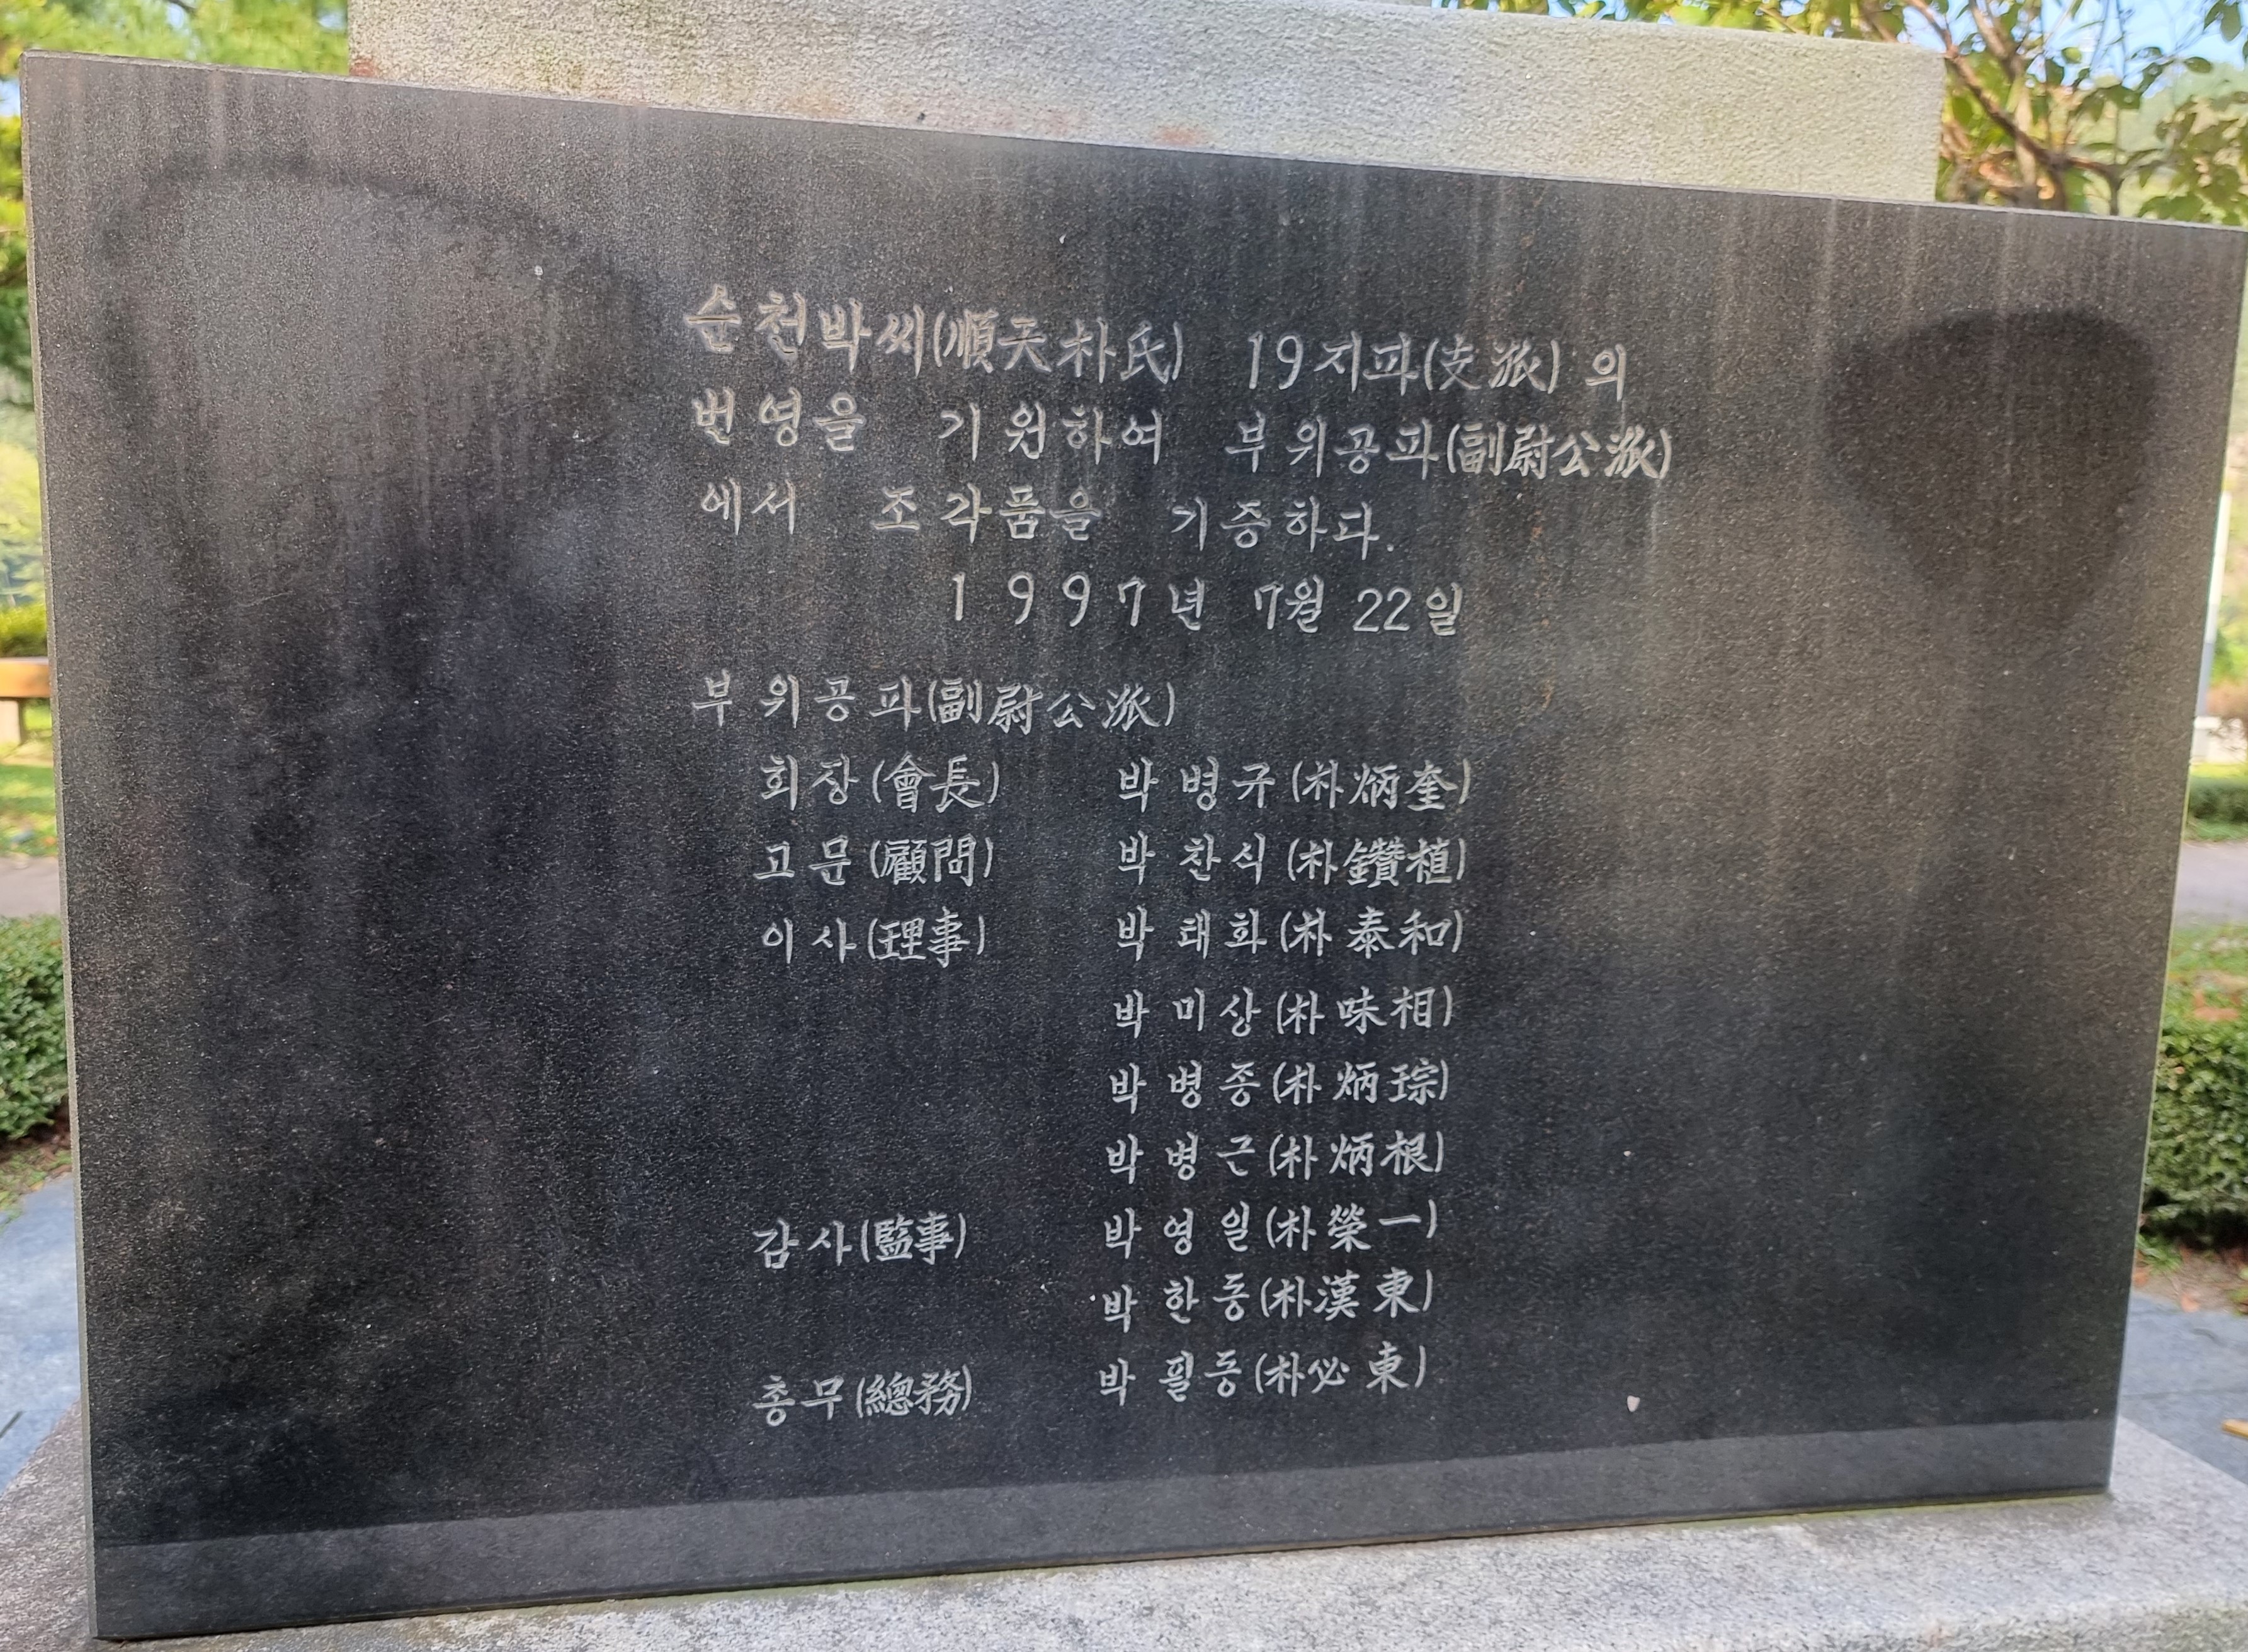 순천박씨(順天朴氏) 19지파(支派)의
번영을 기원하여 부위공파(副尉公派)
에서 조각품을 기증하다.
1997년 7월 22일
부위공파(副尉公派)
회장(會長) 박병규(朴炳奎)
고문(顧問) 박찬식(朴鑽植)
이사(理事) 박태화(朴泰和)
박미상(朴味相)
박병종(朴炳琮)
박병근(朴炳根)
감사(監事) 박영일(朴榮一)
박한동(朴漢東)
총무(總務) 박필동(朴必東)